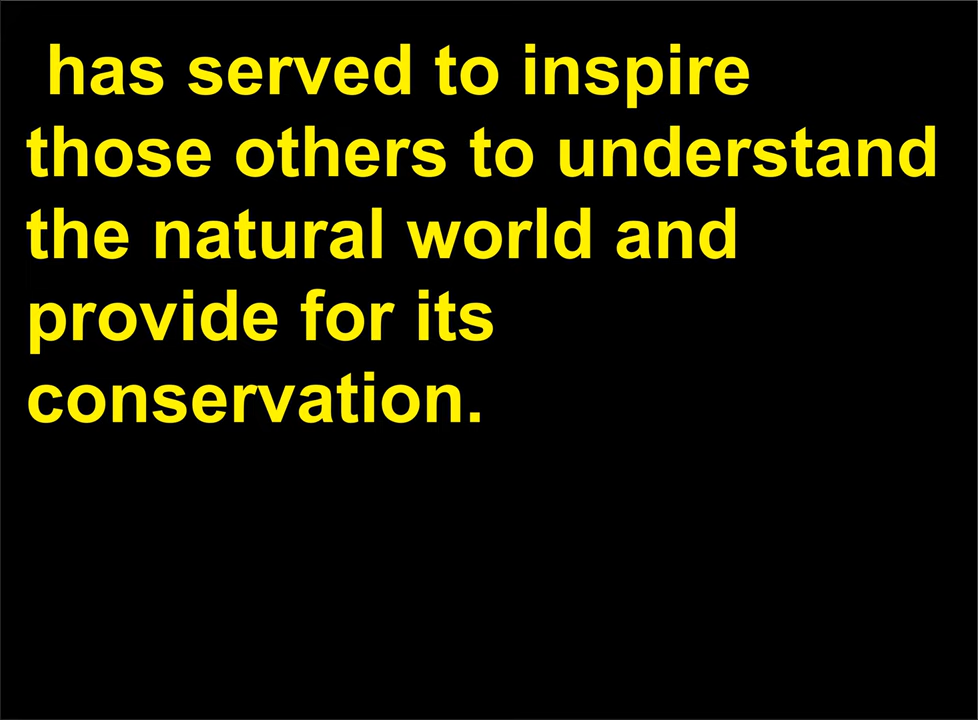 has served to inspire
those others to understand
the natural world and
provide for its
conservation.